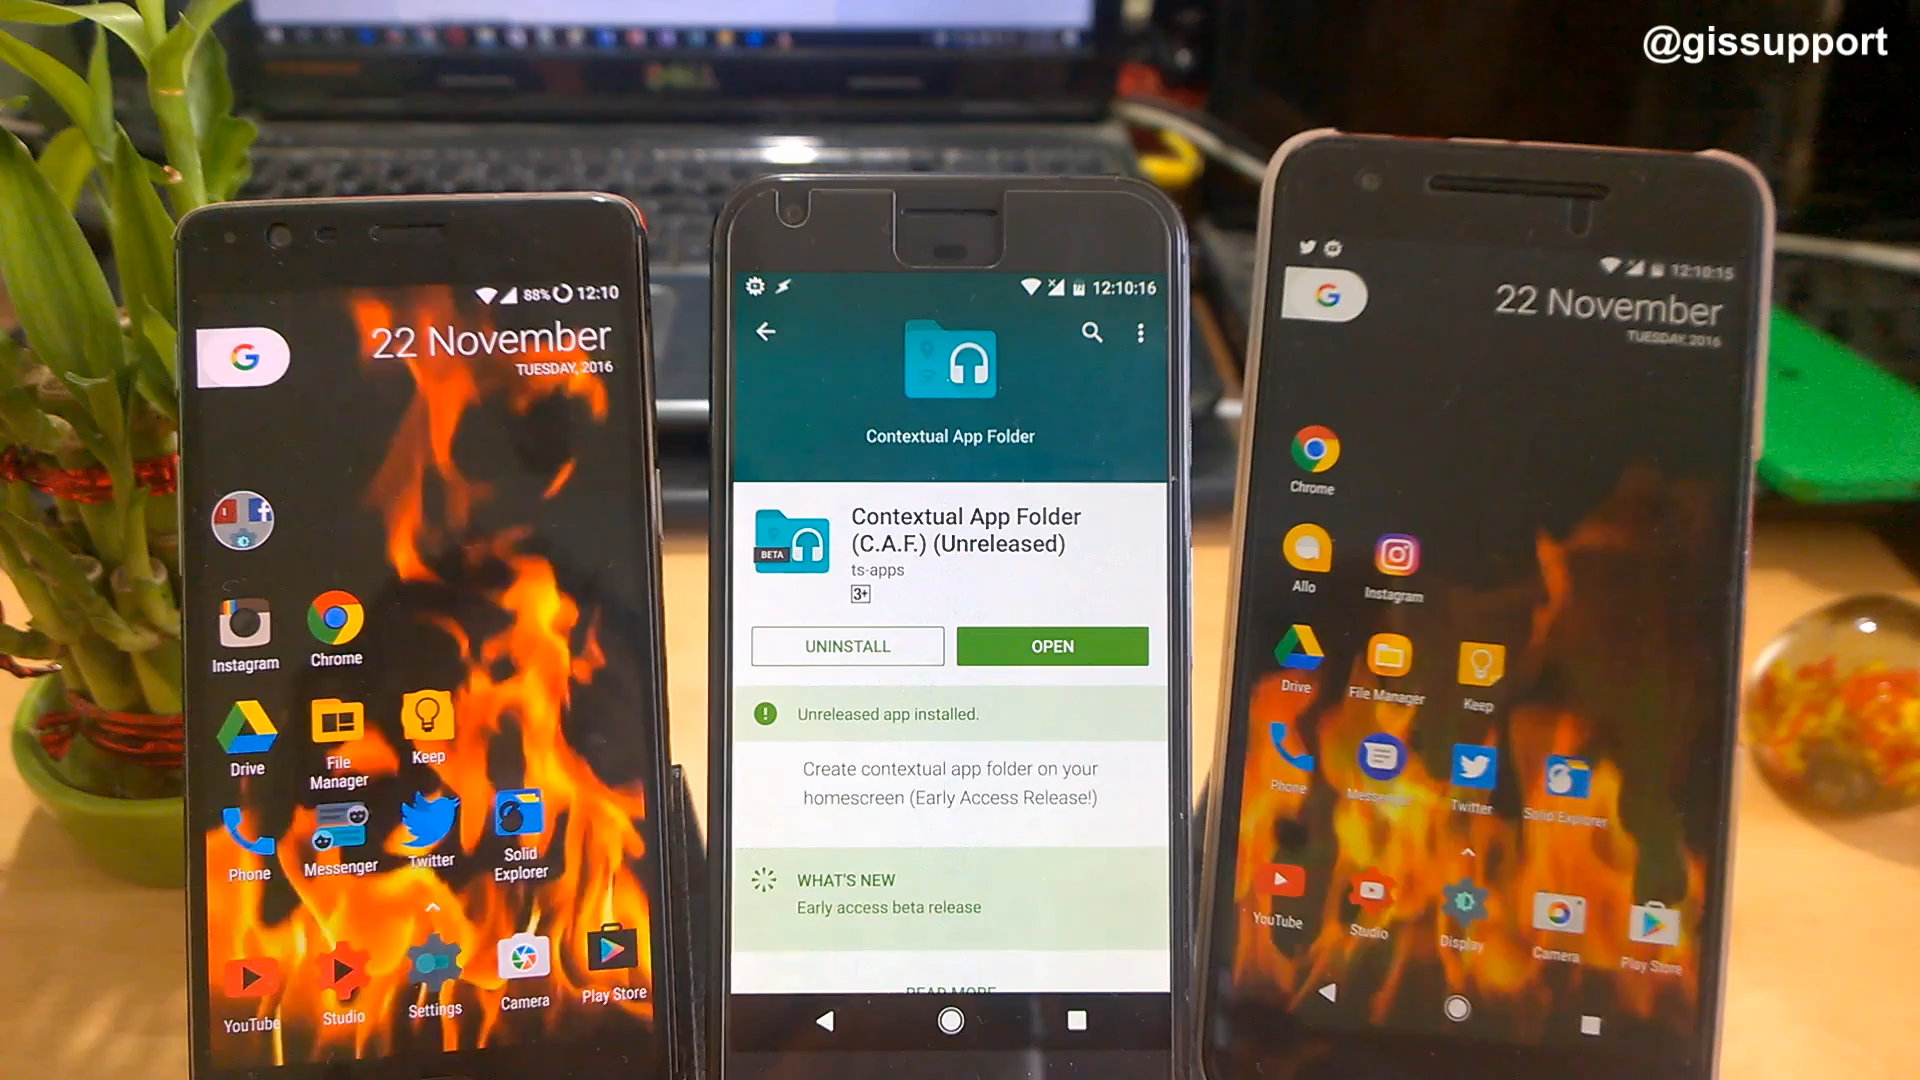 @gissupport
DELL
88% 12:10
22 November
TUESDAY, 2016
Instagram
Chrome
Drive
File
Manager
Keep
Phone
Messenger
Twitter
Solid
Explorer
YouTube
Studio
Settings
Camera
Play Store
12:10:16
Contextual App Folder
BETA
Contextual App Folder
(C.A.F.) (Unreleased)
ts-apps
3+
UNINSTALL
OPEN
Unreleased app installed.
Create contextual app folder on your
homescreen (Early Access Release!)
WHAT'S NEW
Early access beta release
READ MORE
12:10:15
22 November
TUESDAY, 2016
Chrome
Allo
Instagram
Drive
File Manager
Keep
Phone
Messenger
Twitter
Solid Explorer
YouTube
Studio
Display
Camera
Play Store